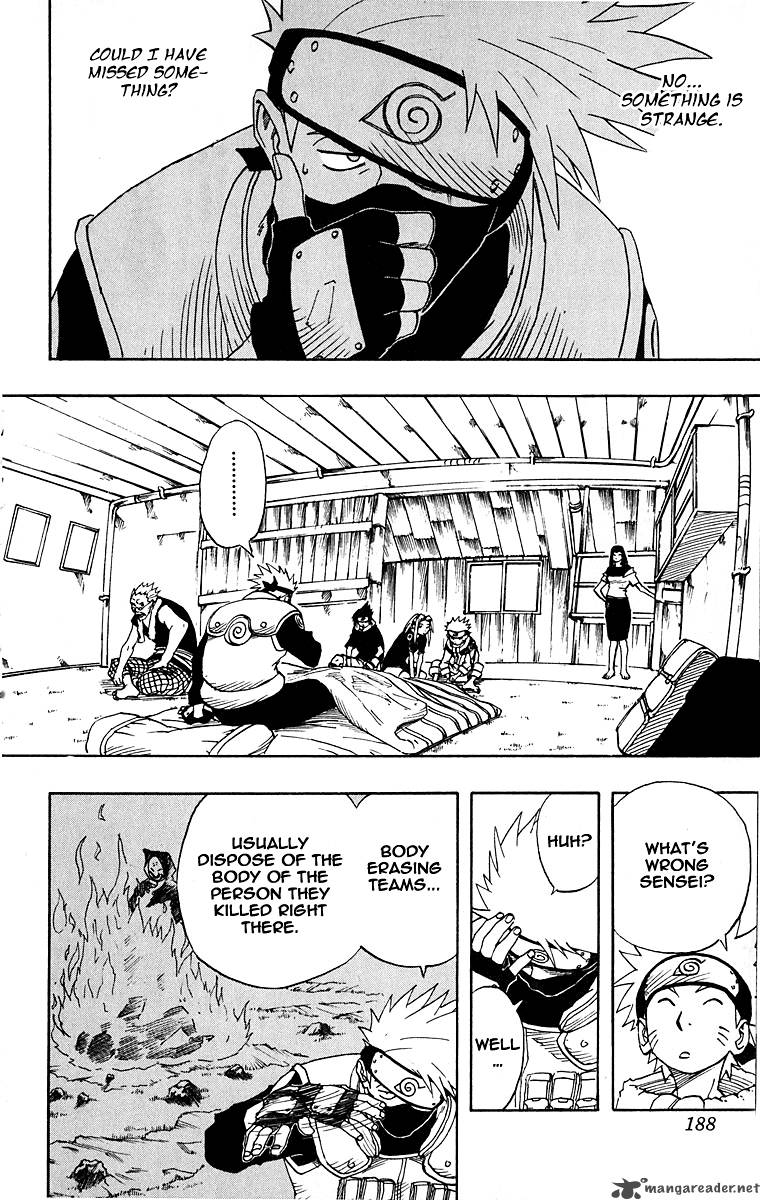 NO...
SOMETHING IS
STRANGE.
COULD I HAVE
MISSED SOME-
THING?
.........
WHAT'S
WRONG
SENSEI?
HUH?
WELL
...
BODY
ERASING
TEAMS...
USUALLY
DISPOSE OF THE
BODY OF THE
PERSON THEY
KILLED RIGHT
THERE.
188
mangareader.net